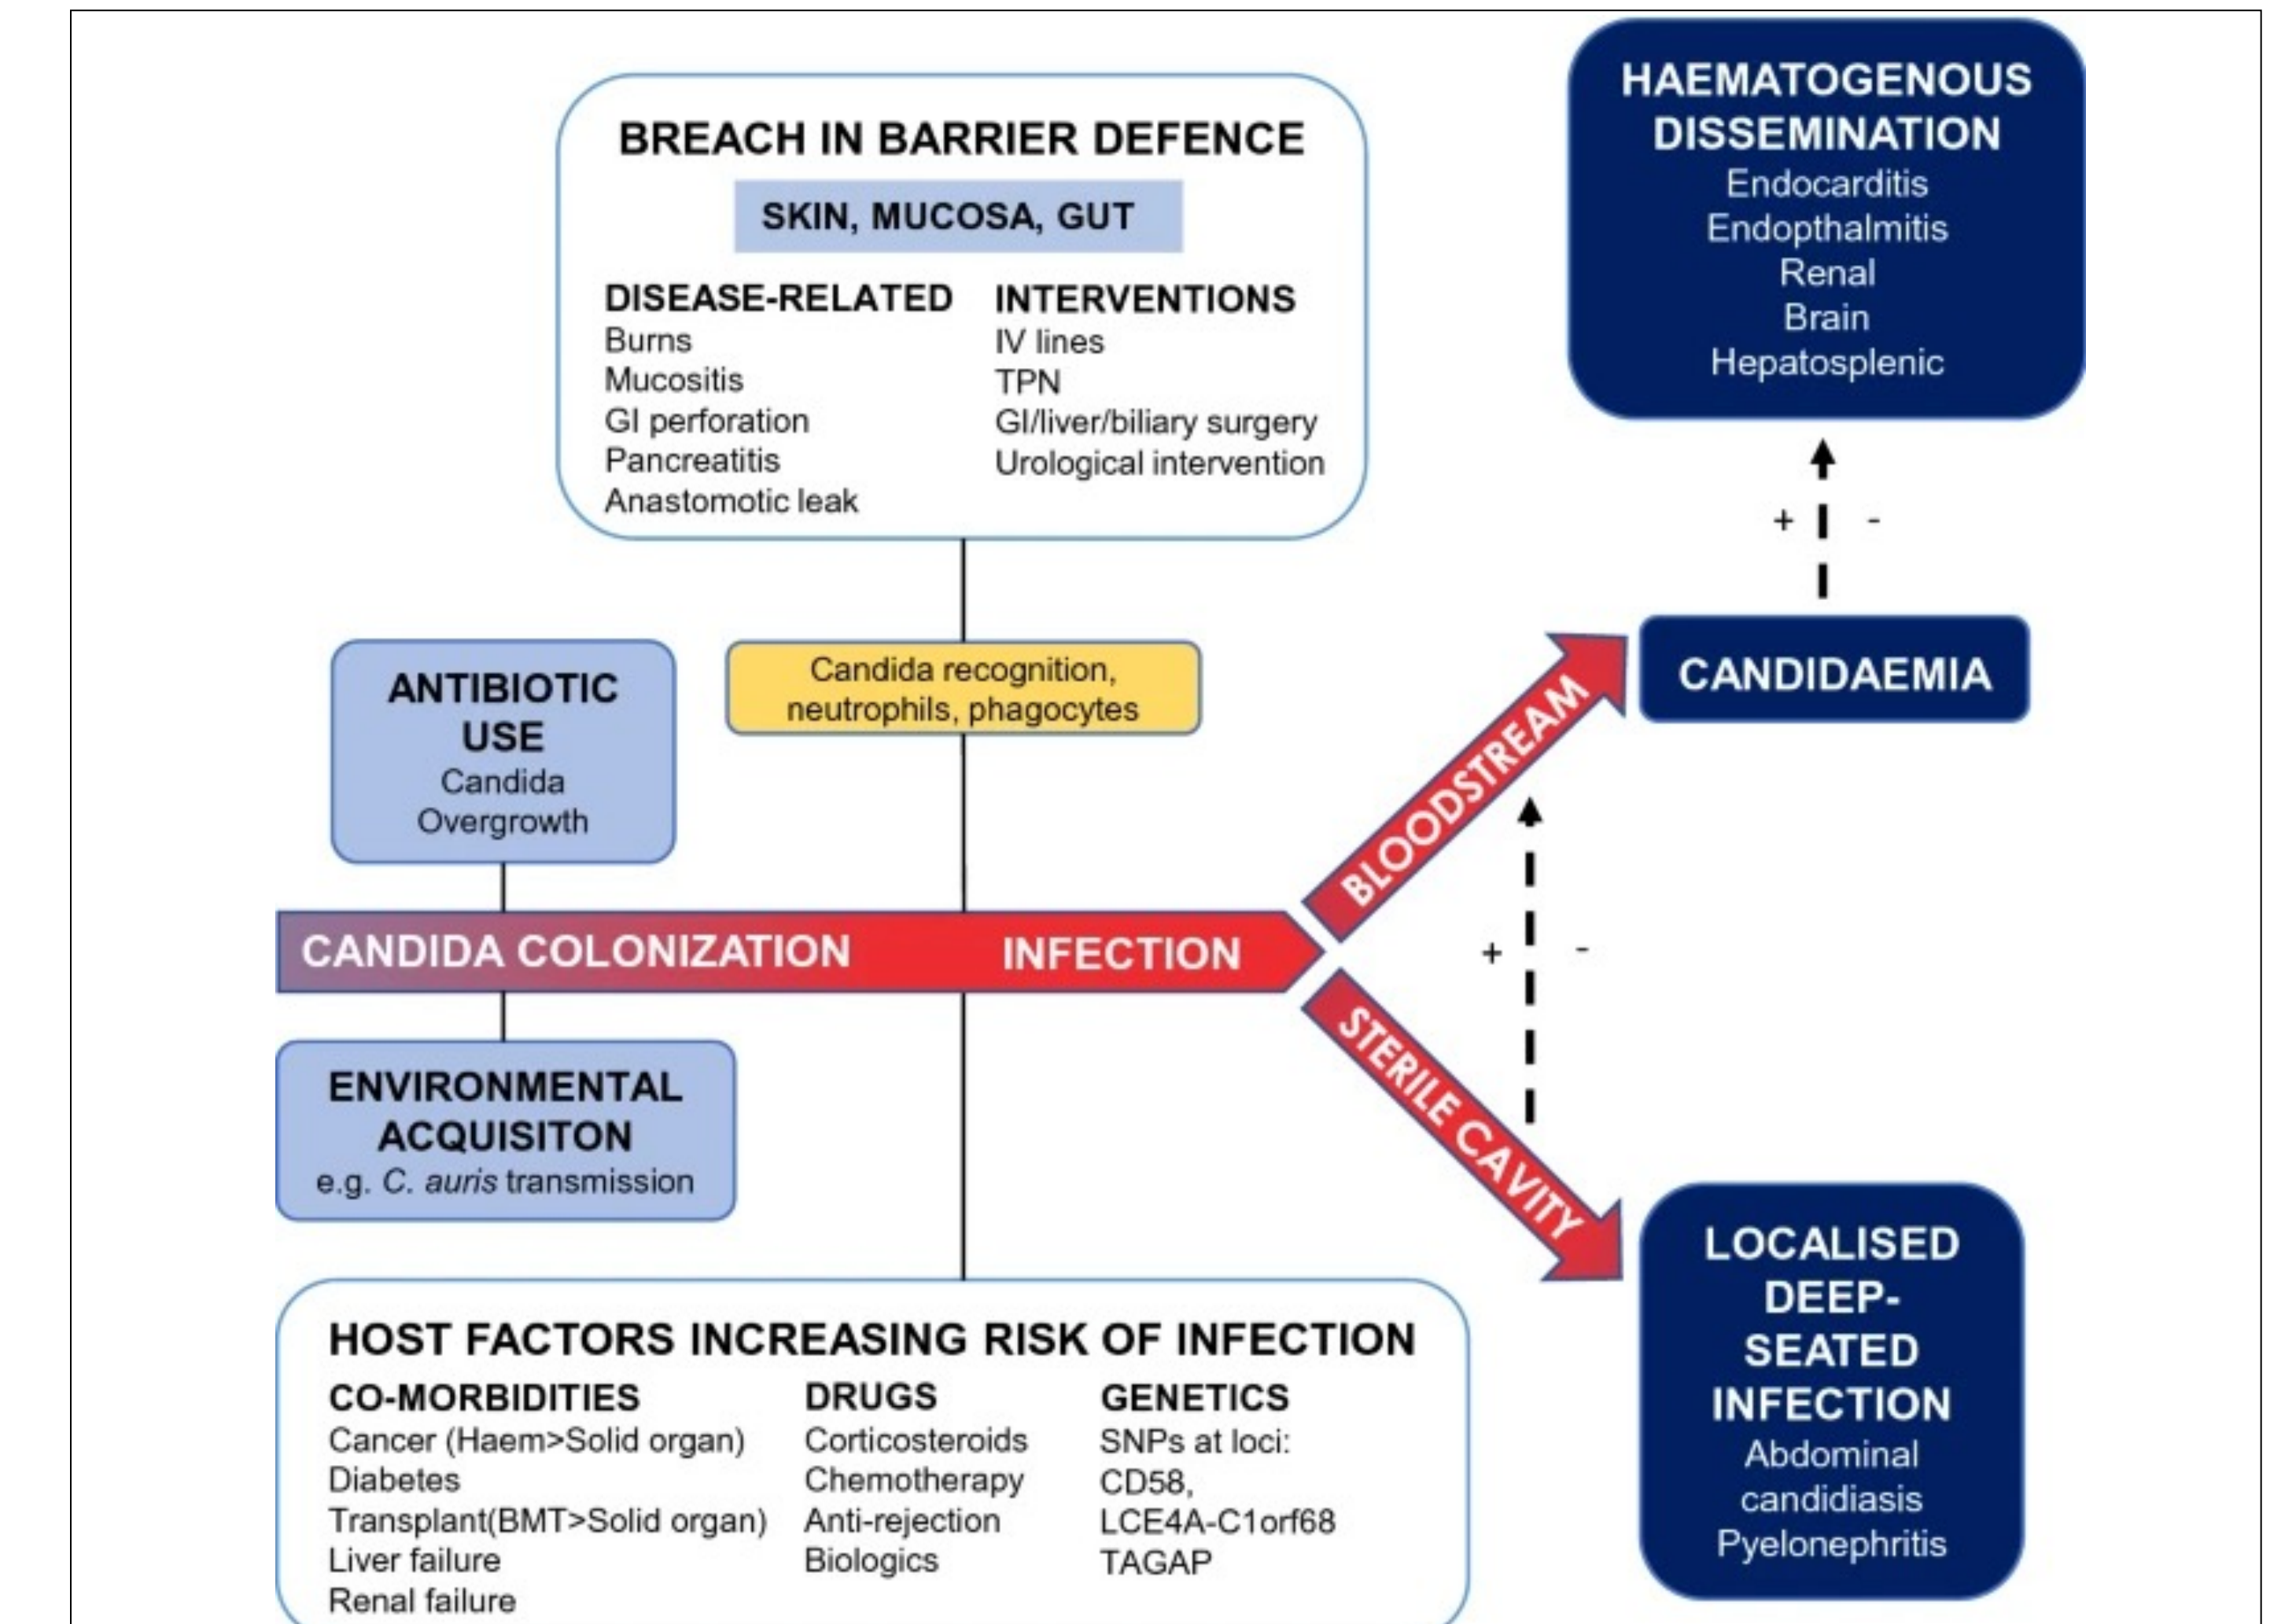 BREACH IN BARRIER DEFENCE
SKIN, MUCOSA, GUT
DISEASE-RELATED
Burns
Mucositis
GI perforation
Pancreatitis
Anastomotic leak
INTERVENTIONS
IV lines
TPN
GI/liver/biliary surgery
Urological intervention
HAEMATOGENOUS
DISSEMINATION
Endocarditis
Endopthalmitis
Renal
Brain
Hepatosplenic
+ -
ANTIBIOTIC
USE
Candida
Overgrowth
Candida recognition,
neutrophils, phagocytes
BLOODSTREAM
CANDIDAEMIA
CANDIDA COLONIZATION
INFECTION
+ -
ENVIRONMENTAL
ACQUISITON
e.g. C. auris transmission
STERILE CAVITY
LOCALISED
DEEP-
SEATED
INFECTION
Abdominal
candidiasis
Pyelonephritis
HOST FACTORS INCREASING RISK OF INFECTION
CO-MORBIDITIES
Cancer (Haem>Solid organ)
Diabetes
Transplant(BMT>Solid organ)
Liver failure
Renal failure
DRUGS
Corticosteroids
Chemotherapy
Anti-rejection
Biologics
GENETICS
SNPs at loci:
CD58,
LCE4A-C1orf68
TAGAP